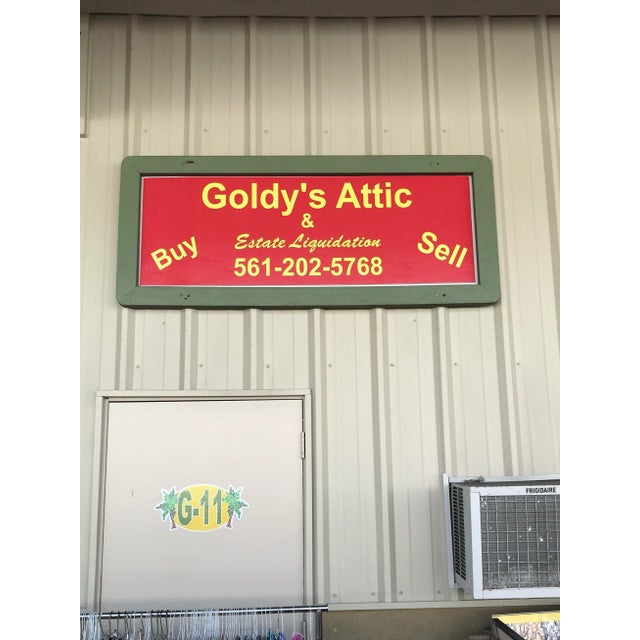 Goldy's Attic
&
Estate Liquidation
Buy
Sell
561-202-5768
FRIGIDAIRE
G-11